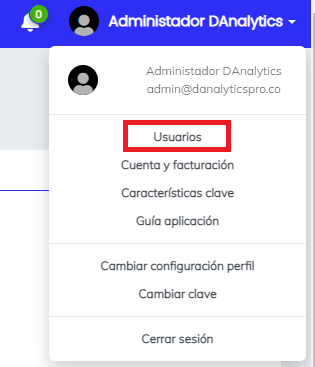 0
Administador DAnalytics
Administador DAnalytics
admin@danalyticspro.co
Usuarios
Cuenta y facturación
Características clave
Guía aplicación
Cambiar configuración perfil
Cambiar clave
Cerrar sesión